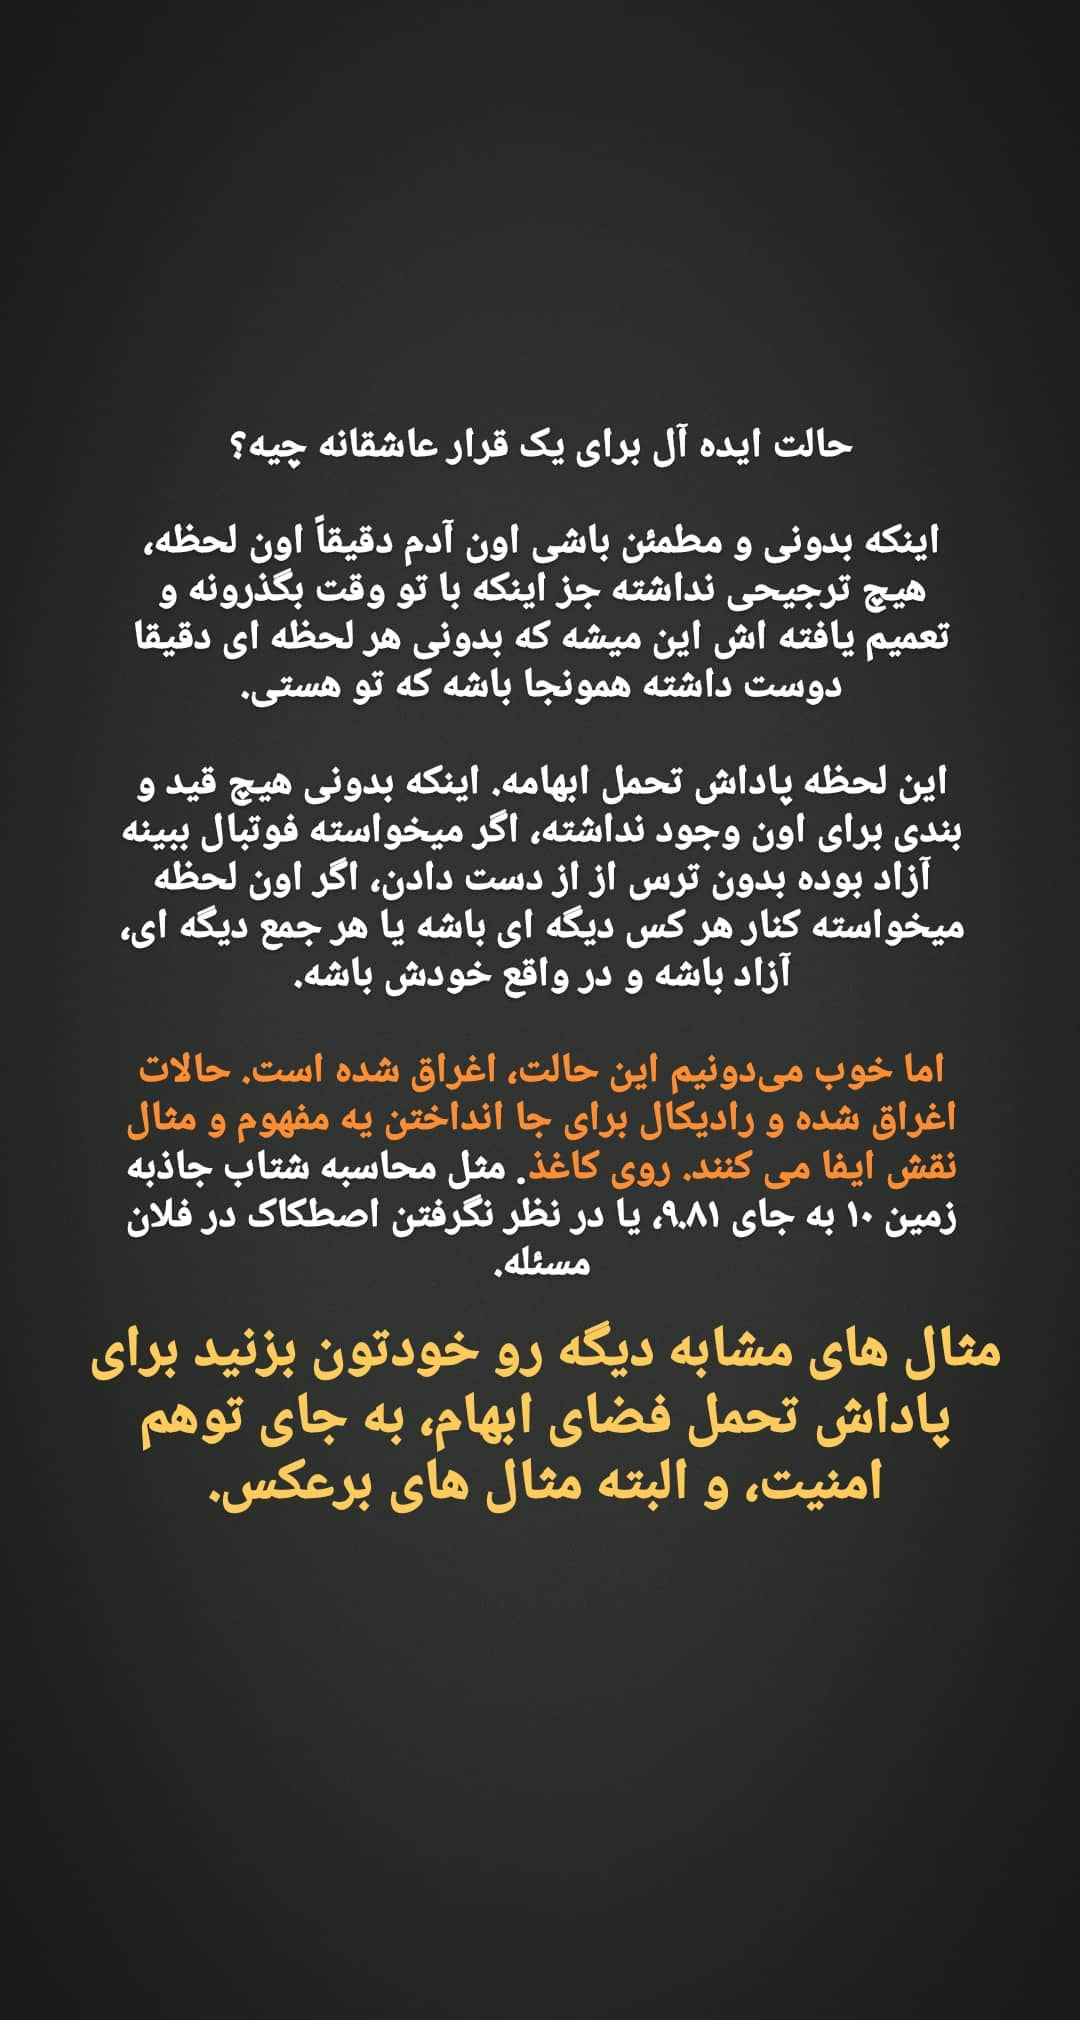 حالت ایده آل برای یک قرار عاشقانه چیه؟
اینکه بدونی و مطمئن باشی اون آدم دقیقاً اون لحظه،
هیچ ترجیحی نداشته جز اینکه با تو وقت بگذرونه و
تعمیم یافته اش این میشه که بدونی هر لحظه ای دقیقا
دوست داشته همونجا باشه که تو هستی.
این لحظه پاداش تحمل ابهامه. اینکه بدونی هیچ قید و
بندی برای اون وجود نداشته، اگر میخواسته فوتبال ببینه
آزاد بوده بدون ترس از از دست دادن، اگر اون لحظه
میخواسته کنار هر کس دیگه ای باشه یا هر جمع دیگه ای،
آزاد باشه و در واقع خودش باشه.
اما خوب می‌دونیم این حالت، اغراق شده است. حالات
اغراق شده و رادیکال برای جا انداختن یه مفهوم و مثال
نقش ایفا می کنند. روی کاغذ. مثل محاسبه شتاب جاذبه
زمین ۱۰ به جای ۹.۸۱، یا در نظر نگرفتن اصطکاک در فلان
مسئله.
مثال های مشابه دیگه رو خودتون بزنید برای
پاداش تحمل فضای ابهام، به جای توهم
امنیت، و البته مثال های برعکس.